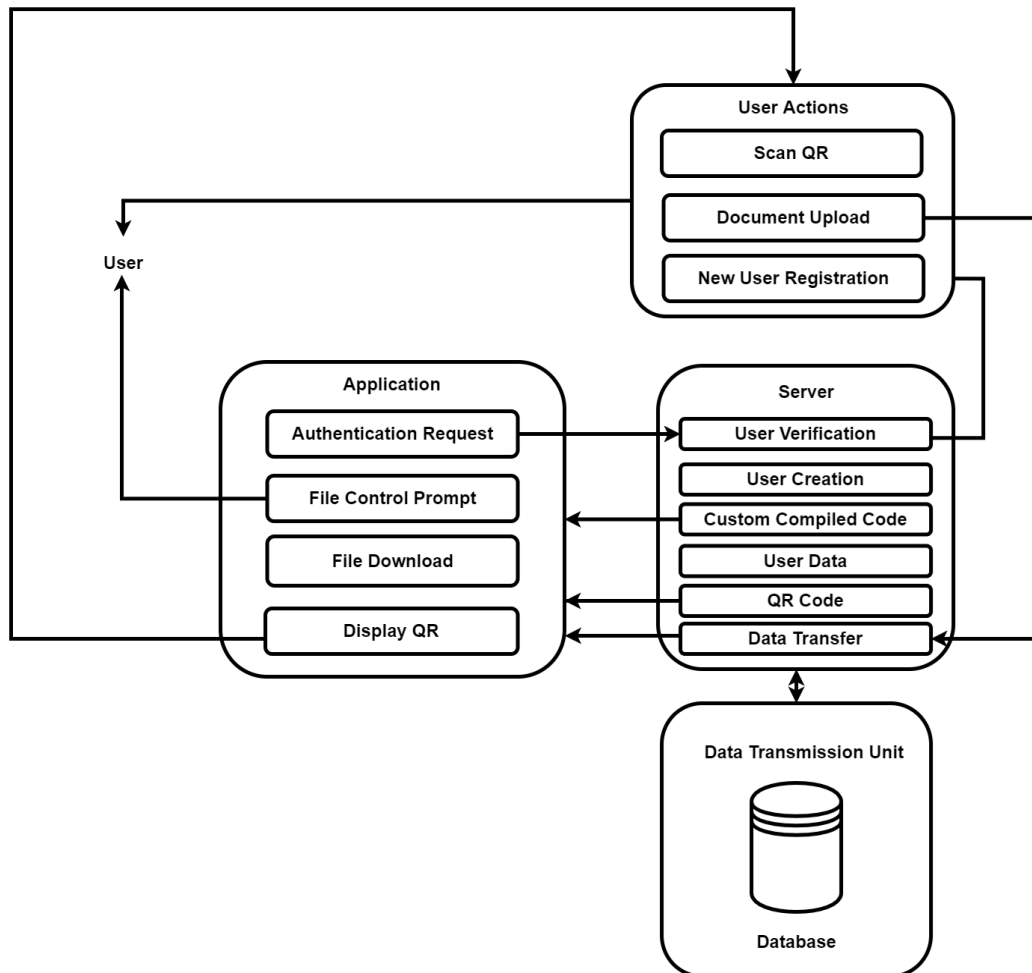 User Actions
Scan QR
Document Upload
New User Registration
User
Application
Authentication Request
File Control Prompt
File Download
Display QR
Server
User Verification
User Creation
Custom Compiled Code
User Data
QR Code
Data Transfer
Data Transmission Unit
Database